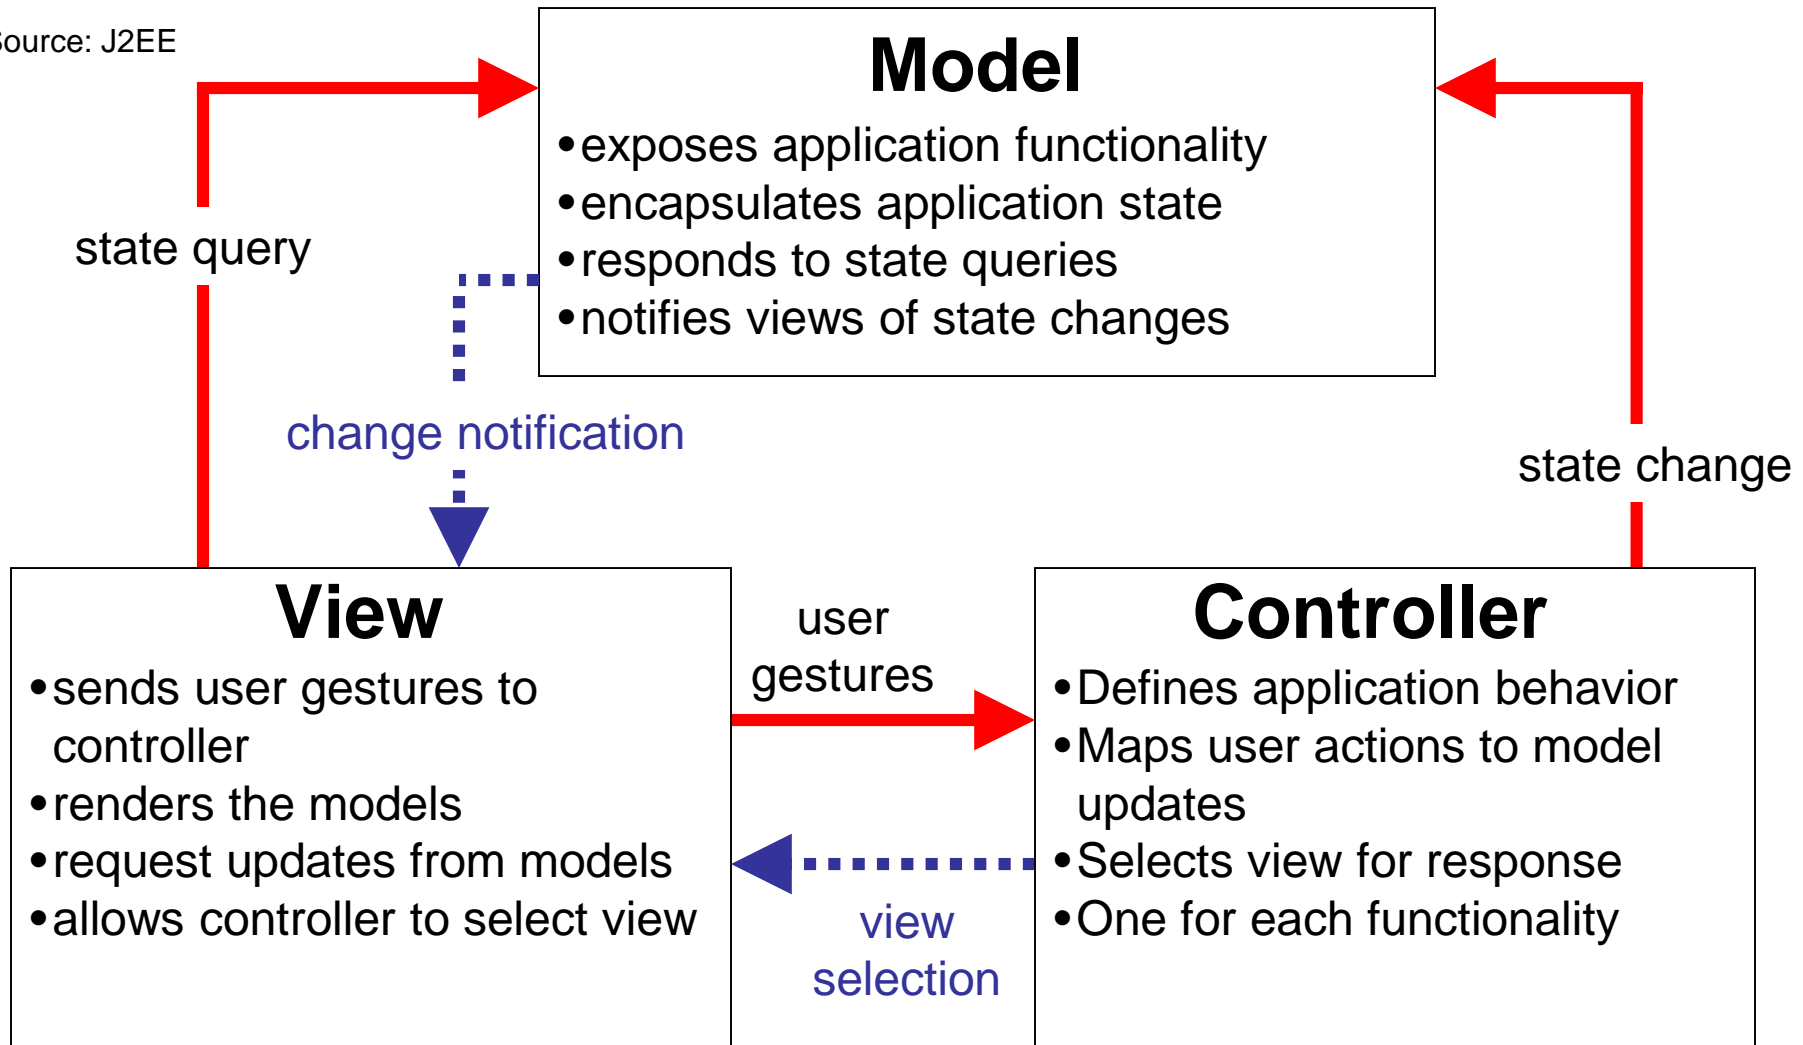 Source: J2EE
Model
•exposes application functionality
•encapsulates application state
•responds to state queries
•notifies views of state changes
state query
change notification
state change
View
•sends user gestures to
controller
•renders the models
•request updates from models
•allows controller to select view
user
gestures
view
selection
Controller
•Defines application behavior
•Maps user actions to model
updates
•Selects view for response
•One for each functionality